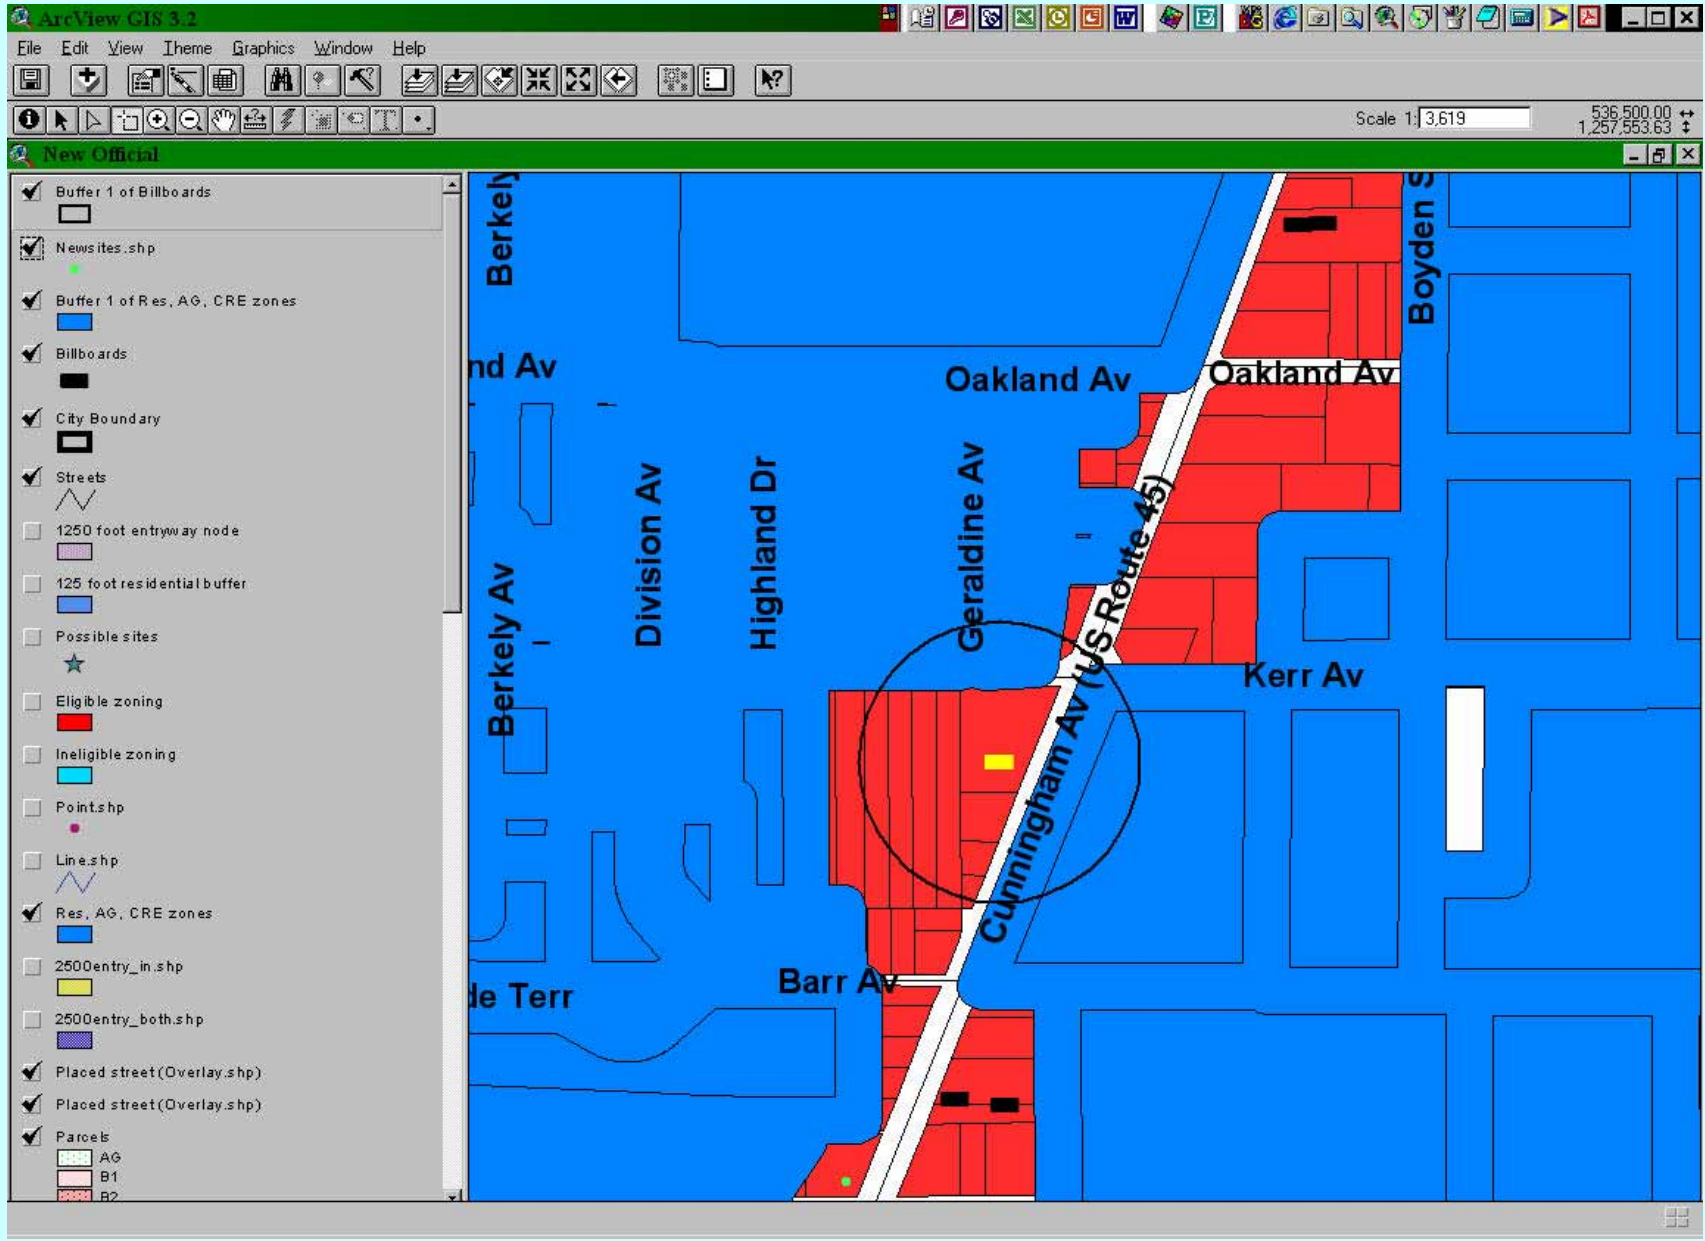 ArcView GIS 3.2
File Edit View Theme Graphics Window Help
Scale 1: 3,619
536,500.00
1,257,553.63
New Official
Buffer 1 of Billboards
Newsites.shp
Buffer 1 of Res, AG, CRE zones
Billboards
City Boundary
Streets
1250 foot entryway node
125 foot residential buffer
Possible sites
Eligible zoning
Ineligible zoning
Point.shp
Line.shp
Res, AG, CRE zones
2500entry_in.shp
2500entry_both.shp
Placed street(Overlay.shp)
Placed street(Overlay.shp)
Parcels
AG
B1
B2
Berkely
Boyden S
nd Av
Oakland Av
Oakland Av
Berkely Av
Division Av
Highland Dr
Geraldine Av
Cunningham Av (US Route 45)
Kerr Av
Barr Av
de Terr